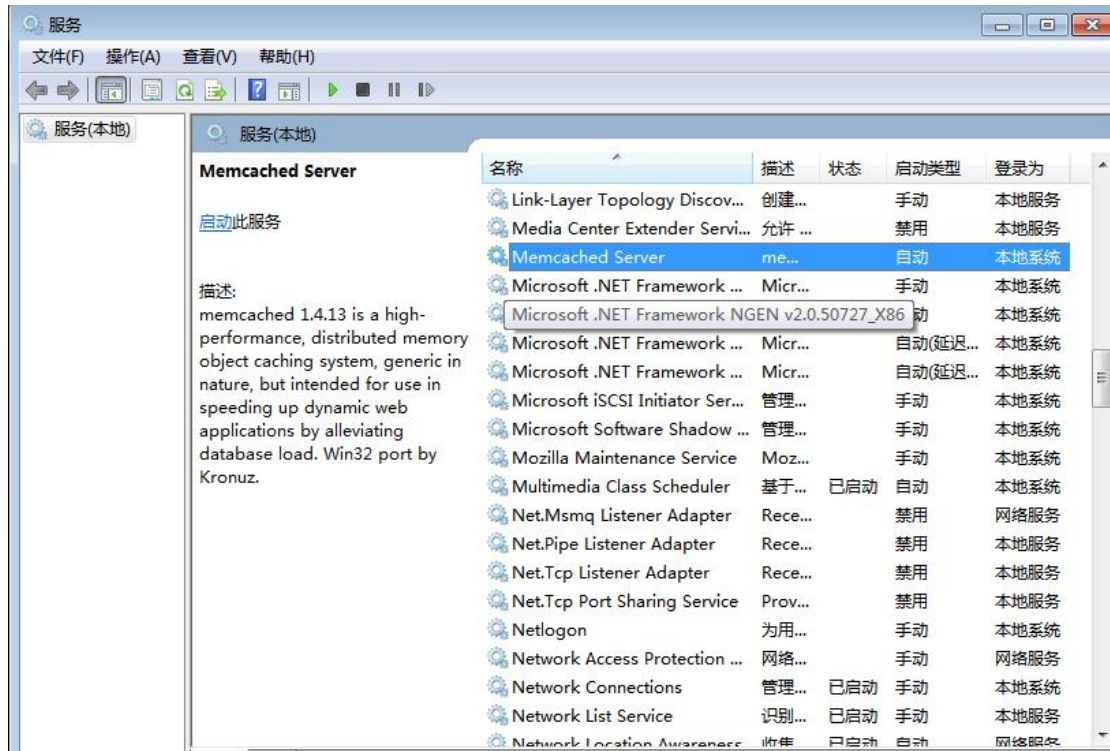 服务
文件(F) 操作(A) 查看(V) 帮助(H)
服务(本地)
服务(本地)
Memcached Server
启动此服务
描述:
memcached 1.4.13 is a high-
performance, distributed memory
object caching system, generic in
nature, but intended for use in
speeding up dynamic web
applications by alleviating
database load. Win32 port by
Kronuz.
名称 描述 状态 启动类型 登录为
Link-Layer Topology Discov... 创建... 手动 本地服务
Media Center Extender Servi... 允许 ... 禁用 本地服务
Memcached Server me... 自动 本地系统
Microsoft .NET Framework ... Micr... 手动 本地系统
Microsoft .NET Framework NGEN v2.0.50727_X86 动 本地系统
Microsoft .NET Framework ... Micr... 自动(延迟... 本地系统
Microsoft .NET Framework ... Micr... 自动(延迟... 本地系统
Microsoft iSCSI Initiator Ser... 管理... 手动 本地系统
Microsoft Software Shadow ... 管理... 手动 本地系统
Mozilla Maintenance Service Moz... 手动 本地系统
Multimedia Class Scheduler 基于... 已启动 自动 本地系统
Net.Msmq Listener Adapter Rece... 禁用 网络服务
Net.Pipe Listener Adapter Rece... 禁用 本地服务
Net.Tcp Listener Adapter Rece... 禁用 本地服务
Net.Tcp Port Sharing Service Prov... 禁用 本地服务
Netlogon 为用... 手动 本地系统
Network Access Protection ... 网络... 手动 网络服务
Network Connections 管理... 已启动 手动 本地系统
Network List Service 识别... 已启动 手动 本地服务
Network Location Awareness 收集... 已启动 自动 网络服务